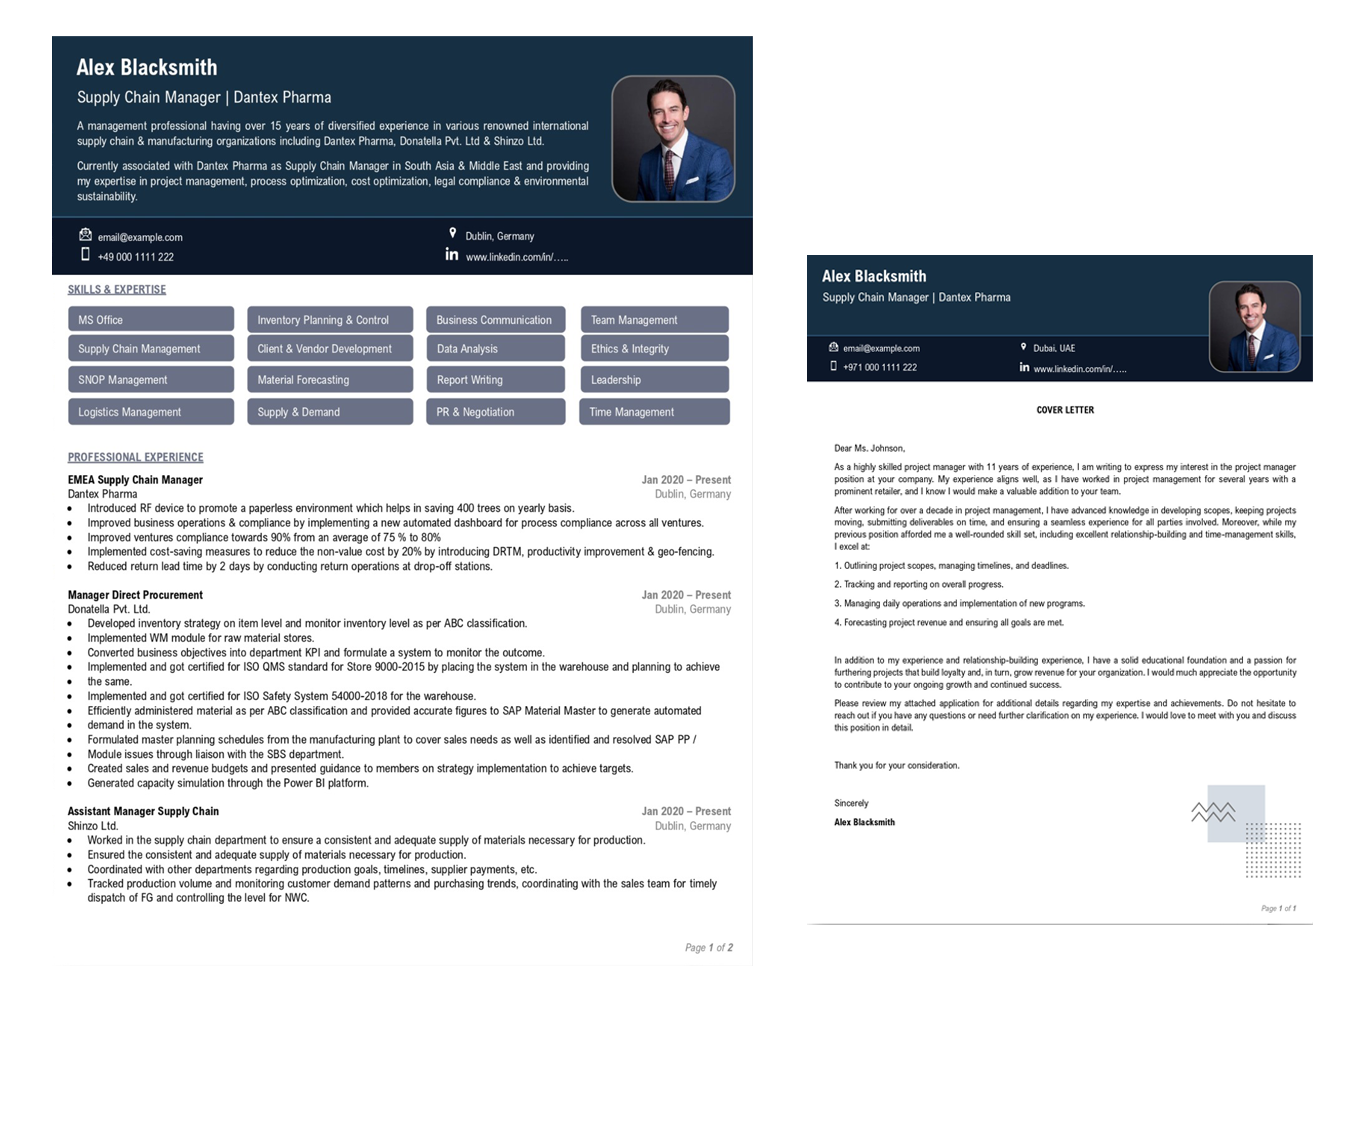 Alex Blacksmith
Supply Chain Manager | Dantex Pharma
A management professional having over 15 years of diversified experience in various renowned international
supply chain & manufacturing organizations including Dantex Pharma, Donatella Pvt. Ltd & Shinzo Ltd.
Currently associated with Dantex Pharma as Supply Chain Manager in South Asia & Middle East and providing
my expertise in project management, process optimization, cost optimization, legal compliance & environmental
sustainability.
email@example.com
Dublin, Germany
+49 000 1111 222
www.linkedin.com/in/.....
SKILLS & EXPERTISE
MS Office
Inventory Planning & Control
Business Communication
Team Management
Supply Chain Management
Client & Vendor Development
Data Analysis
Ethics & Integrity
SNOP Management
Material Forecasting
Report Writing
Leadership
Logistics Management
Supply & Demand
PR & Negotiation
Time Management
PROFESSIONAL EXPERIENCE
EMEA Supply Chain Manager
Jan 2020 – Present
Dantex Pharma
Dublin, Germany
• Introduced RF device to promote a paperless environment which helps in saving 400 trees on yearly basis.
• Improved business operations & compliance by implementing a new automated dashboard for process compliance across all ventures.
• Improved ventures compliance towards 90% from an average of 75 % to 80%
• Implemented cost-saving measures to reduce the non-value cost by 20% by introducing DRTM, productivity improvement & geo-fencing.
• Reduced return lead time by 2 days by conducting return operations at drop-off stations.
Manager Direct Procurement
Jan 2020 – Present
Donatella Pvt. Ltd.
Dublin, Germany
• Developed inventory strategy on item level and monitor inventory level as per ABC classification.
• Implemented WM module for raw material stores.
• Converted business objectives into department KPI and formulate a system to monitor the outcome.
• Implemented and got certified for ISO QMS standard for Store 9000-2015 by placing the system in the warehouse and planning to achieve
• the same.
• Implemented and got certified for ISO Safety System 54000-2018 for the warehouse.
• Efficiently administered material as per ABC classification and provided accurate figures to SAP Material Master to generate automated
• demand in the system.
• Formulated master planning schedules from the manufacturing plant to cover sales needs as well as identified and resolved SAP PP /
• Module issues through liaison with the SBS department.
• Created sales and revenue budgets and presented guidance to members on strategy implementation to achieve targets.
• Generated capacity simulation through the Power BI platform.
Assistant Manager Supply Chain
Jan 2020 – Present
Shinzo Ltd.
Dublin, Germany
• Worked in the supply chain department to ensure a consistent and adequate supply of materials necessary for production.
• Ensured the consistent and adequate supply of materials necessary for production.
• Coordinated with other departments regarding production goals, timelines, supplier payments, etc.
• Tracked production volume and monitoring customer demand patterns and purchasing trends, coordinating with the sales team for timely
dispatch of FG and controlling the level for NWC.
Page 1 of 2
Alex Blacksmith
Supply Chain Manager | Dantex Pharma
email@example.com
Dubai, UAE
+971 000 1111 222
www.linkedin.com/in/.....
COVER LETTER
Dear Ms. Johnson,
As a highly skilled project manager with 11 years of experience, I am writing to express my interest in the project manager
position at your company. My experience aligns well, as I have worked in project management for several years with a
prominent retailer, and I know I would make a valuable addition to your team.
After working for over a decade in project management, I have advanced knowledge in developing scopes, keeping projects
moving, submitting deliverables on time, and ensuring a seamless experience for all parties involved. Moreover, while my
previous position afforded me a well-rounded skill set, including excellent relationship-building and time-management skills,
I excel at:
1. Outlining project scopes, managing timelines, and deadlines.
2. Tracking and reporting on overall progress.
3. Managing daily operations and implementation of new programs.
4. Forecasting project revenue and ensuring all goals are met.
In addition to my experience and relationship-building experience, I have a solid educational foundation and a passion for
furthering projects that build loyalty and, in turn, grow revenue for your organization. I would much appreciate the opportunity
to contribute to your ongoing growth and continued success.
Please review my attached application for additional details regarding my expertise and achievements. Do not hesitate to
reach out if you have any questions or need further clarification on my experience. I would love to meet with you and discuss
this position in detail.
Thank you for your consideration.
Sincerely
Alex Blacksmith
Page 1 of 1